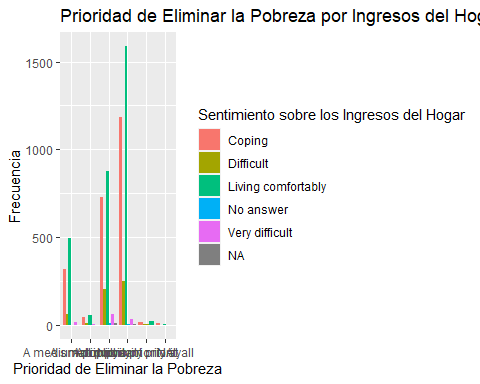 Prioridad de Eliminar la Pobreza por Ingresos del Hog
Frecuencia
1500
1000
500
0
Prioridad de Eliminar la Pobreza
Sentimiento sobre los Ingresos del Hogar
Coping
Difficult
Living comfortably
No answer
Very difficult
NA